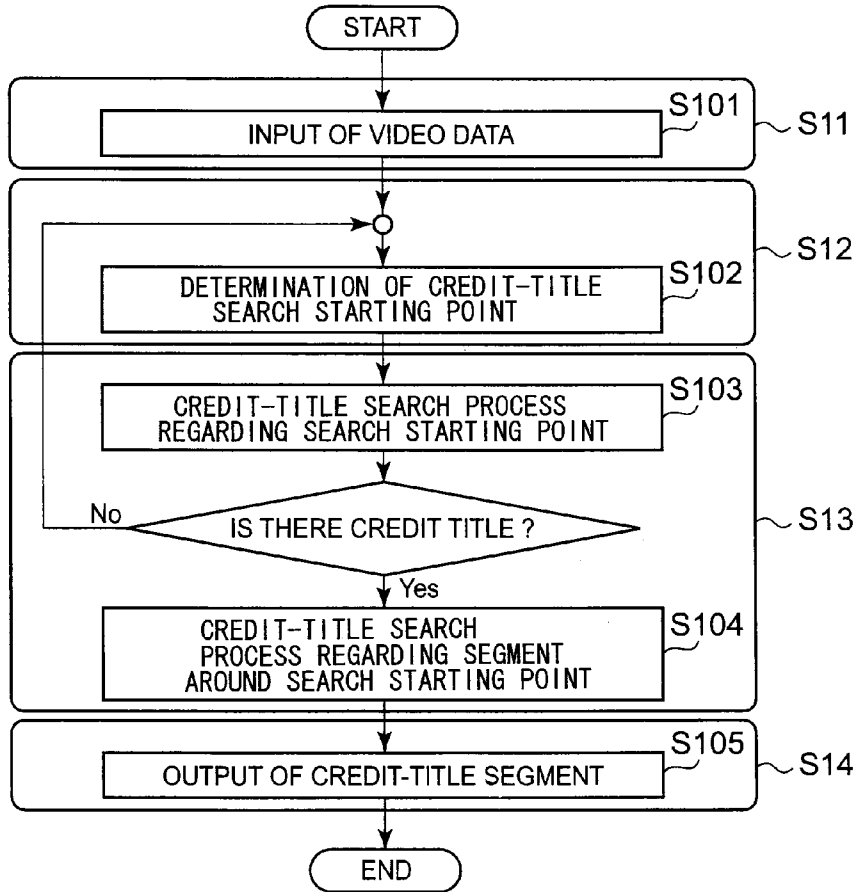 START
S101
S11
INPUT OF VIDEO DATA
S12
S102
DETERMINATION OF CREDIT-TITLE
SEARCH STARTING POINT
S103
CREDIT-TITLE SEARCH PROCESS
REGARDING SEARCH STARTING POINT
No
IS THERE CREDIT TITLE ?
S13
Yes
S104
CREDIT-TITLE SEARCH
PROCESS REGARDING SEGMENT
AROUND SEARCH STARTING POINT
S105
S14
OUTPUT OF CREDIT-TITLE SEGMENT
END